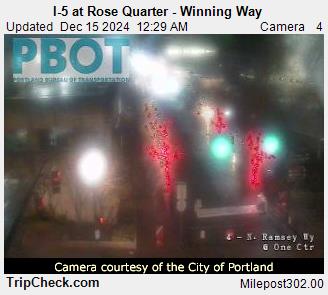 I-5 at Rose Quarter - Winning Way
Updated Dec 15 2024 12:29 AM Camera 4
PBOT
PORTLAND BUREAU OF TRANSPORTATION
4 - N. Ramsey Wy
@ One Ctr
Camera courtesy of the City of Portland
TripCheck.com Milepost302.00